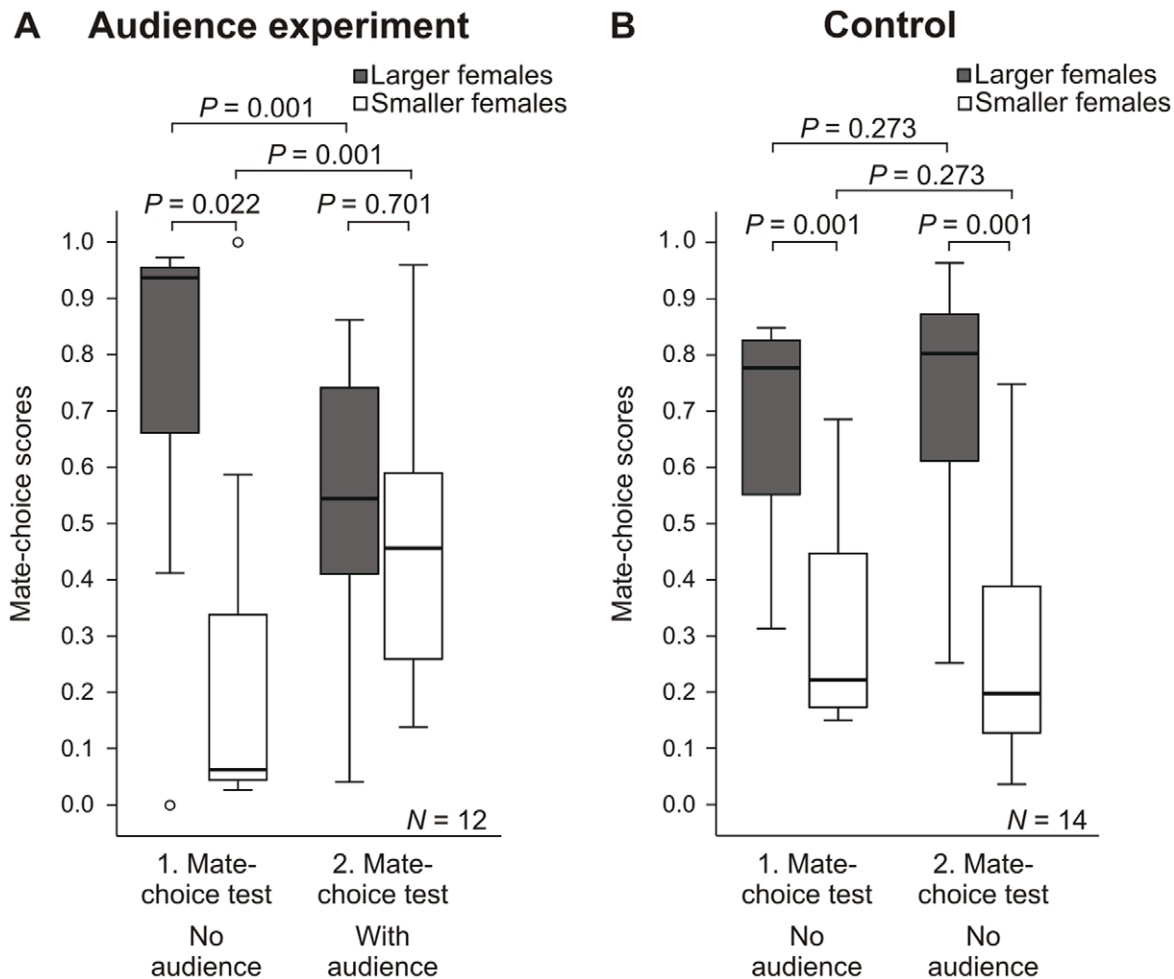 A Audience experiment
Larger females
Smaller females
P = 0.001
P = 0.001
P = 0.022
P = 0.701
1.0
0.9
0.8
0.7
0.6
0.5
0.4
0.3
0.2
0.1
0.0
Mate-choice scores
N = 12
1. Mate-
choice test
2. Mate-
choice test
No
audience
With
audience
B Control
Larger females
Smaller females
P = 0.273
P = 0.273
P = 0.001
P = 0.001
1.0
0.9
0.8
0.7
0.6
0.5
0.4
0.3
0.2
0.1
0.0
Mate-choice scores
N = 14
1. Mate-
choice test
2. Mate-
choice test
No
audience
No
audience